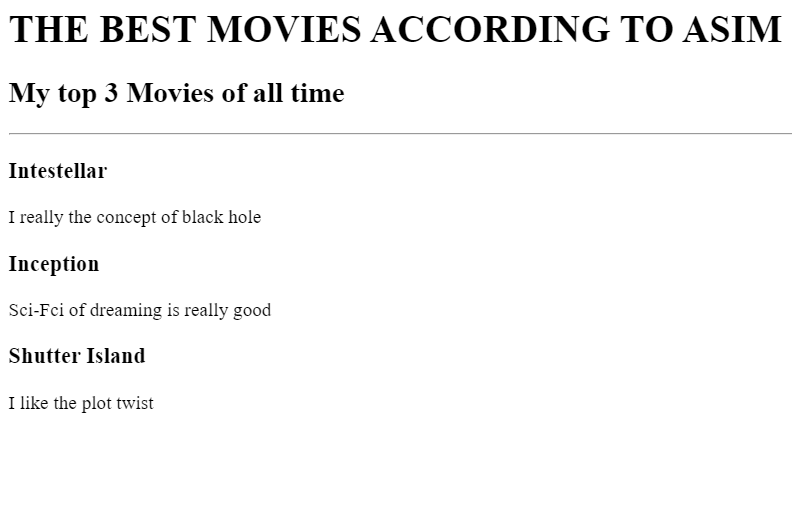 THE BEST MOVIES ACCORDING TO ASIM
My top 3 Movies of all time
Intestellar
I really the concept of black hole
Inception
Sci-Fci of dreaming is really good
Shutter Island
I like the plot twist